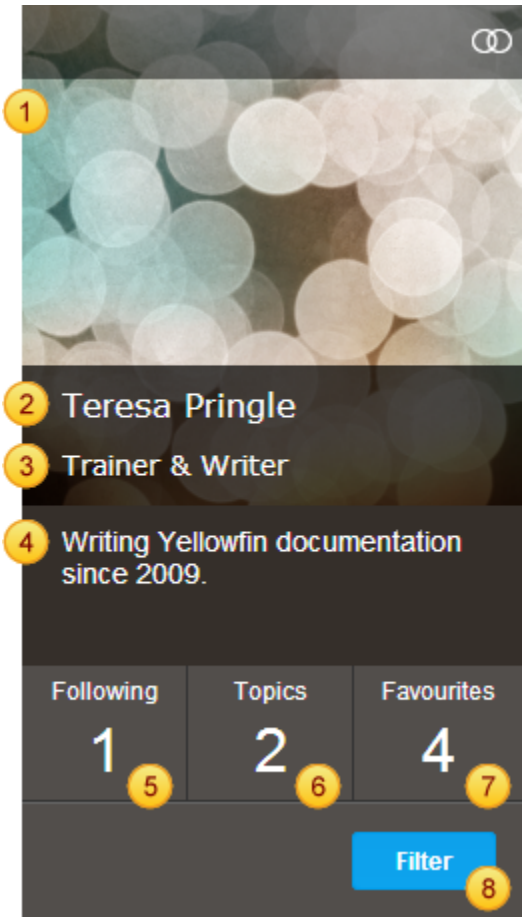 1
2 Teresa Pringle
3 Trainer & Writer
4 Writing Yellowfin documentation
since 2009.
Following Topics Favourites
1 2 4
5 6 7
Filter
8